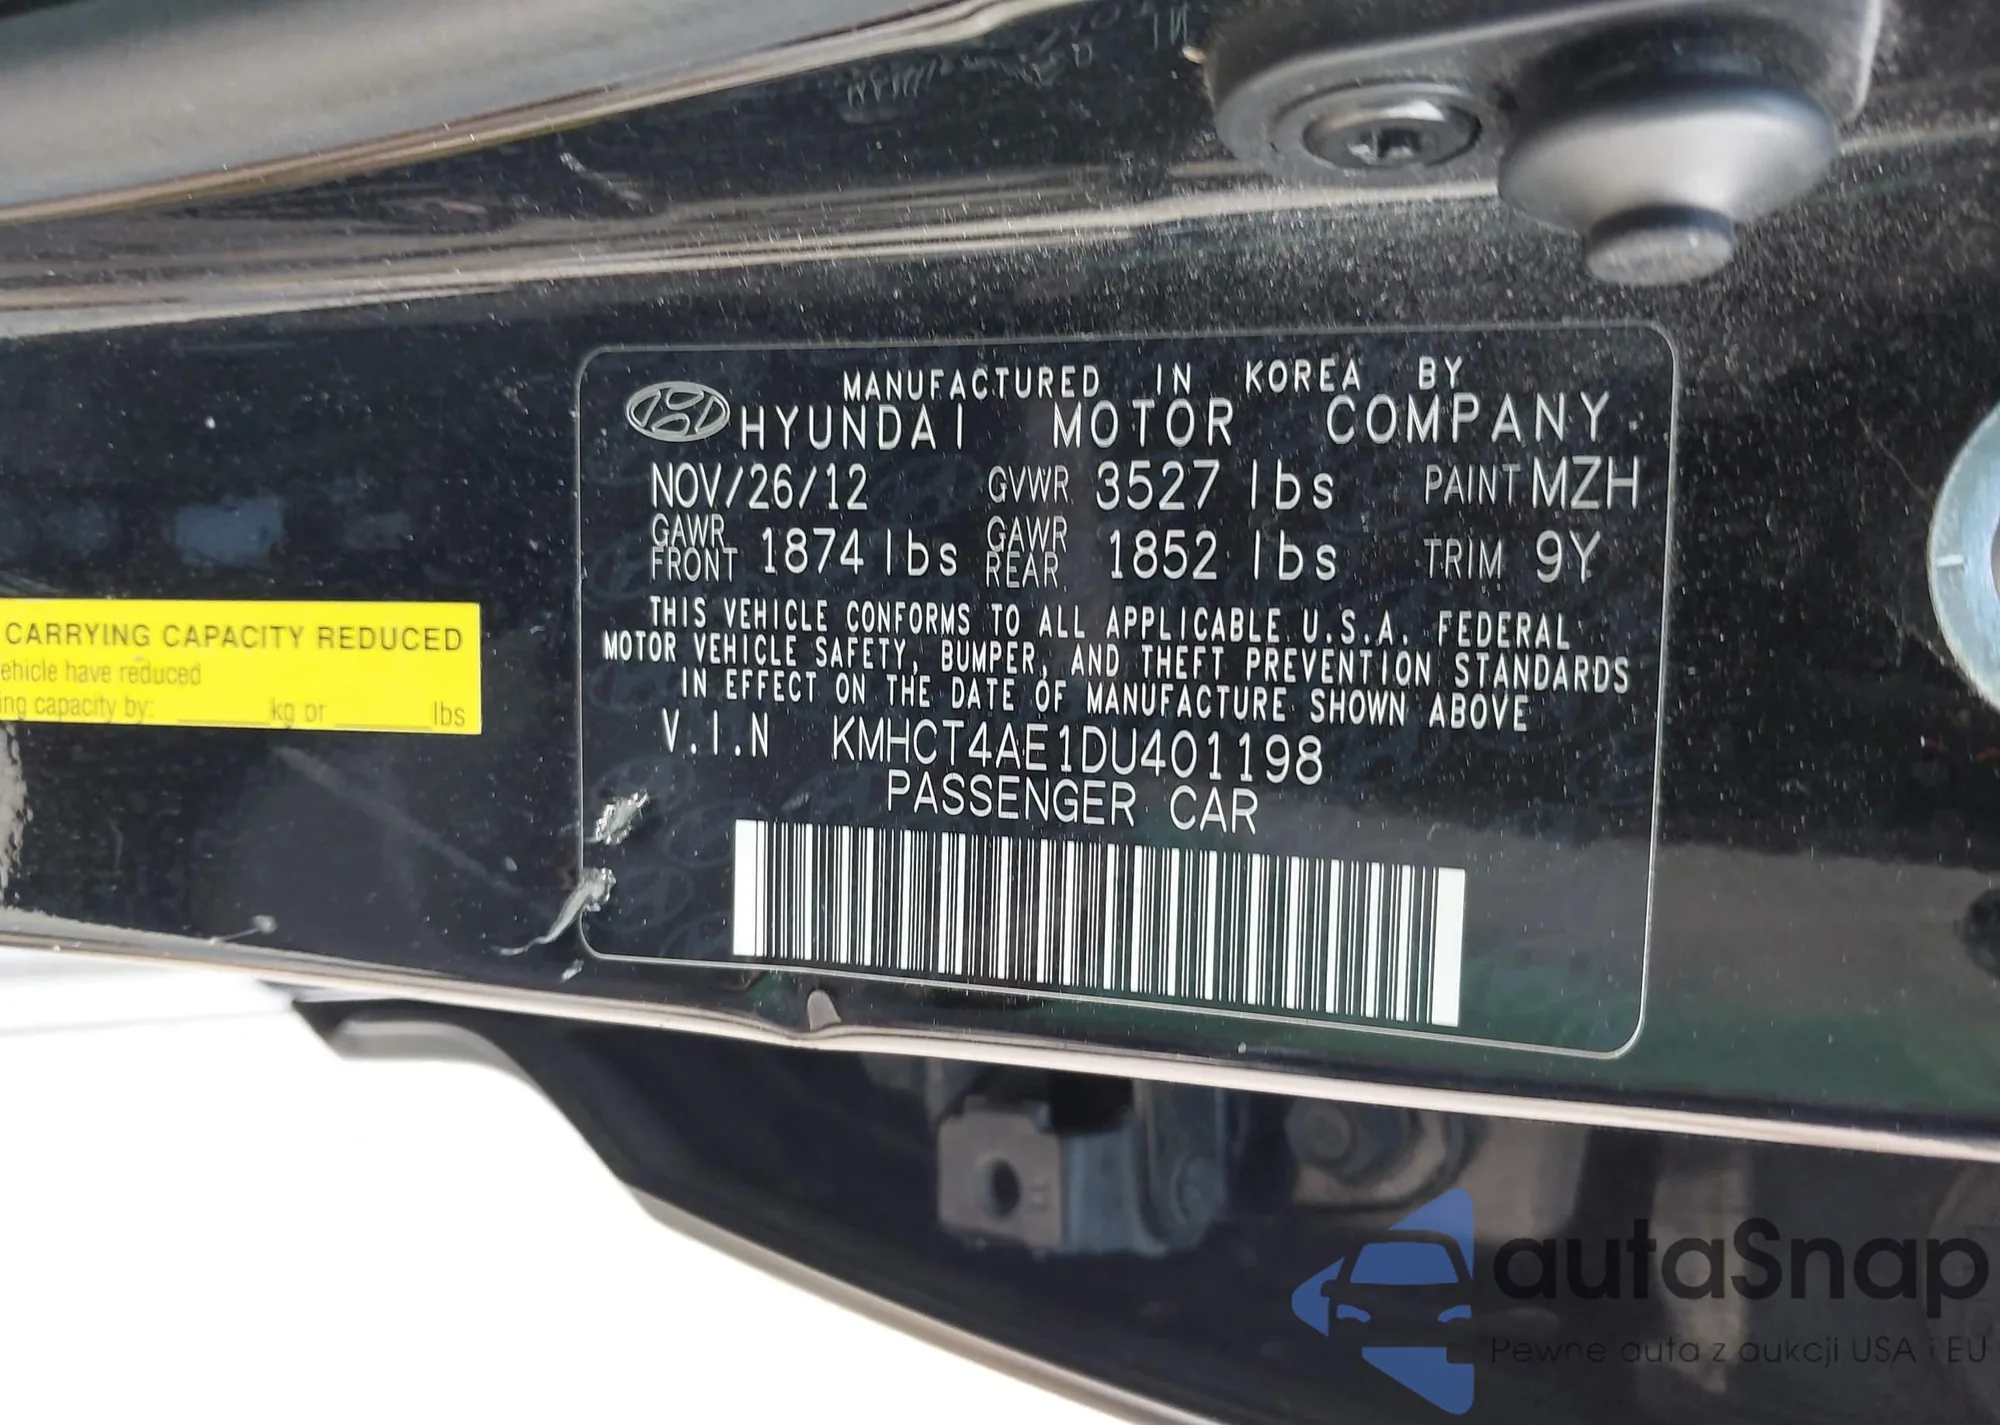 MANUFACTURED IN KOREA BY
HYUNDAI MOTOR COMPANY
NOV/26/12 GVWR 3527 lbs PAINT MZH
GAWR FRONT 1874 lbs GAWR REAR 1852 lbs TRIM 9Y
THIS VEHICLE CONFORMS TO ALL APPLICABLE U.S.A. FEDERAL
MOTOR VEHICLE SAFETY, BUMPER, AND THEFT PREVENTION STANDARDS
IN EFFECT ON THE DATE OF MANUFACTURE SHOWN ABOVE
V.I.N KMHCT4AE1DU401198
PASSENGER CAR
CARRYING CAPACITY REDUCED
ehicle have reduced
ing capacity by: ______ kg or ______ lbs
autaSnap
Pewne auta z aukcji USA i EU